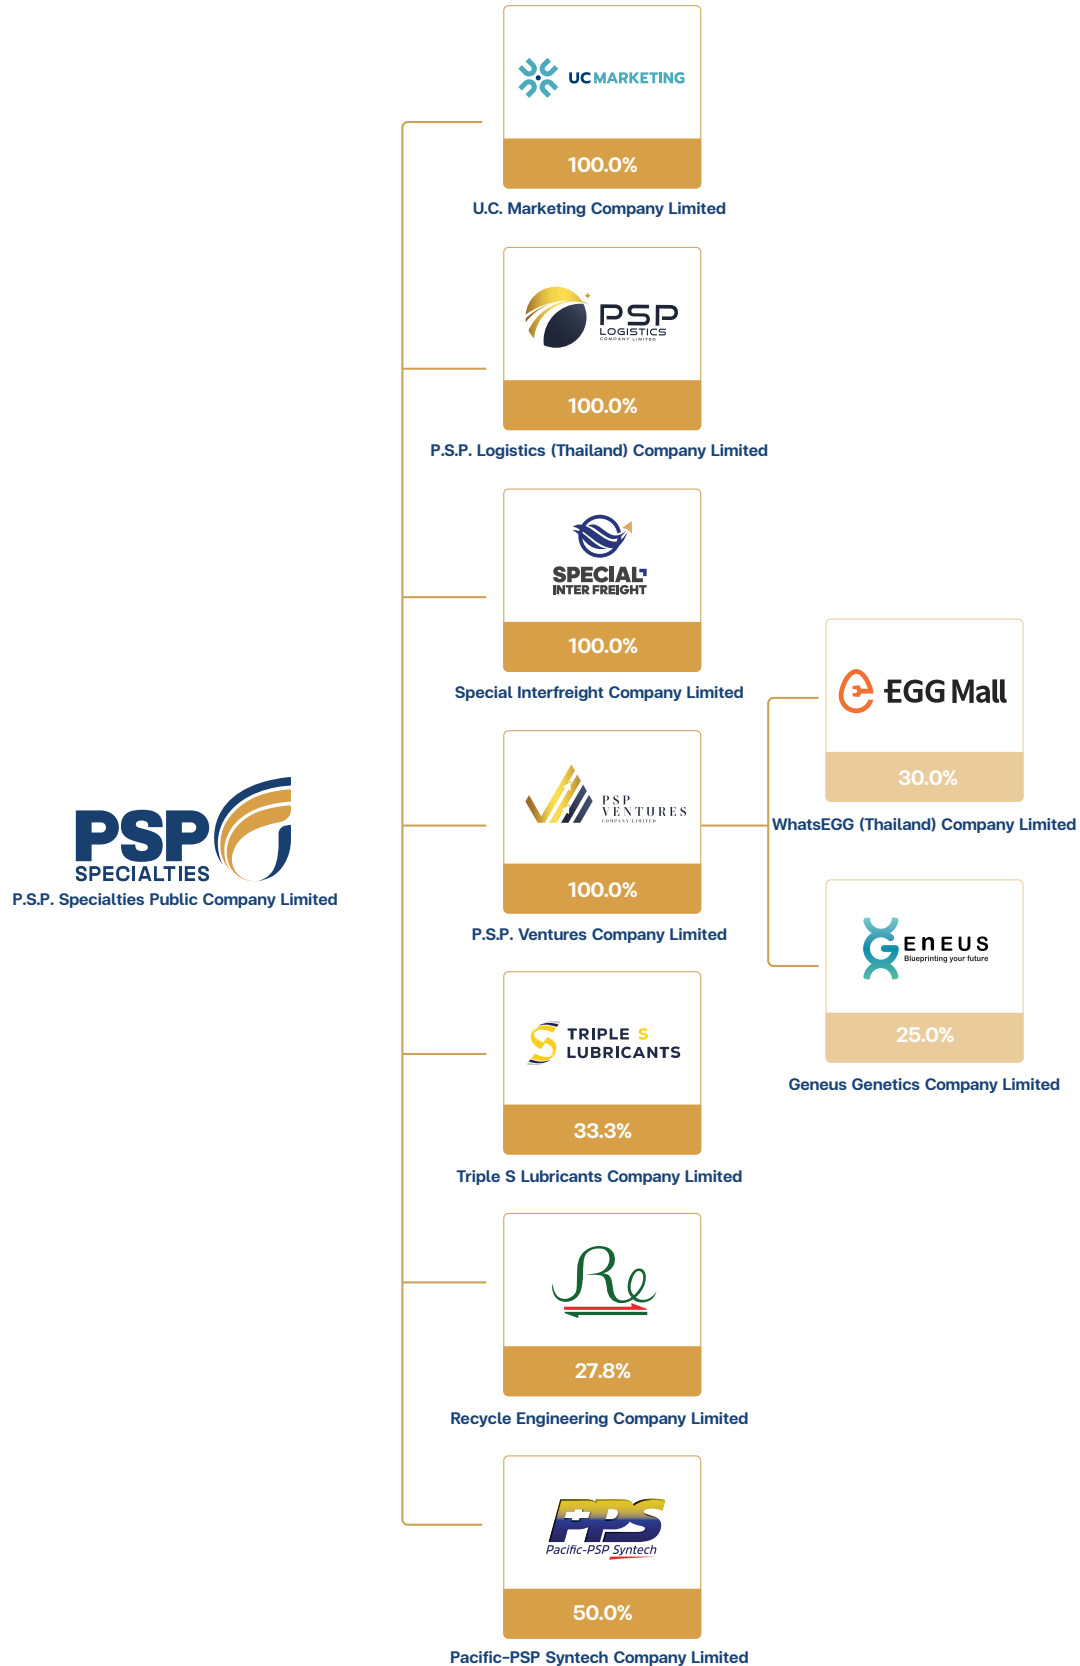 UC MARKETING
100.0%
U.C. Marketing Company Limited
PSP
LOGISTICS
COMPANY LIMITED
100.0%
P.S.P. Logistics (Thailand) Company Limited
SPECIAL
INTER FREIGHT
100.0%
Special Interfreight Company Limited
PSP
VENTURES
COMPANY LIMITED
100.0%
P.S.P. Ventures Company Limited
EGG Mall
30.0%
WhatsEGG (Thailand) Company Limited
PSP
SPECIALTIES
P.S.P. Specialties Public Company Limited
GEnEUS
Blueprinting your future
25.0%
Geneus Genetics Company Limited
TRIPLE S
LUBRICANTS
33.3%
Triple S Lubricants Company Limited
Re
27.8%
Recycle Engineering Company Limited
PPS
Pacific-PSP Syntech
50.0%
Pacific-PSP Syntech Company Limited